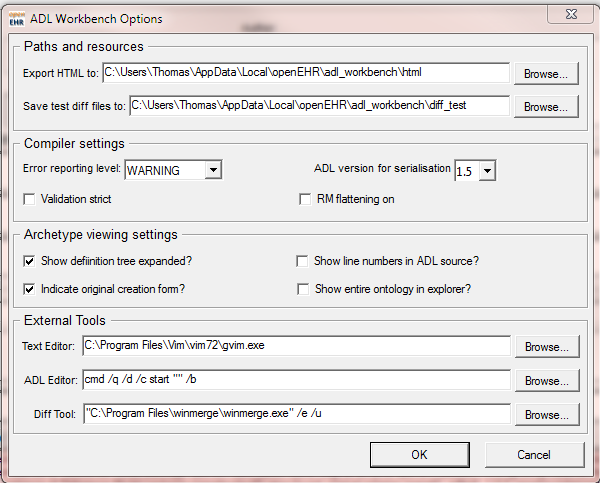 open
EHR
ADL Workbench Options
Paths and resources
Export HTML to: C:\Users\Thomas\AppData\Local\openEHR\adl_workbench\html Browse...
Save test diff files to: C:\Users\Thomas\AppData\Local\openEHR\adl_workbench\diff_test Browse...
Compiler settings
Error reporting level: WARNING ADL version for serialisation 1.5
Validation strict RM flattening on
Archetype viewing settings
Show defiinition tree expanded? Show line numbers in ADL source?
Indicate original creation form? Show entire ontology in explorer?
External Tools
Text Editor: C:\Program Files\Vim\vim72\gvim.exe Browse...
ADL Editor: cmd /q /d /c start "" /b Browse...
Diff Tool: "C:\Program Files\winmerge\winmerge.exe" /e /u Browse...
OK Cancel